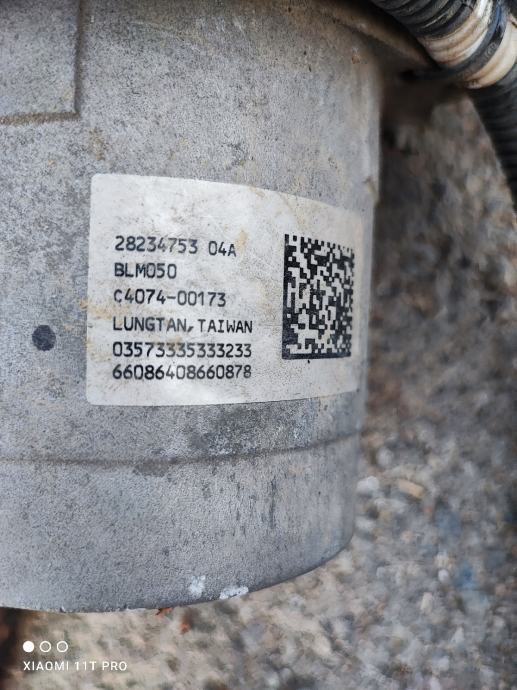 28234753 04A
BLM050
C4074-00173
LUNGTAN,TAIWAN
03573335333233
66086408660878
XIAOMI 11T PRO